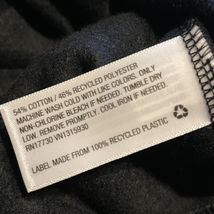 54% COTTON / 46% RECYCLED POLYESTER
MACHINE WASH COLD WITH LIKE COLORS. ONLY
NON-CHLORINE BLEACH IF NEEDED. TUMBLE DRY
LOW. REMOVE PROMPTLY. COOL IRON IF NEEDED.
RN17730 VN1315930
LABEL MADE FROM 100% RECYCLED PLASTIC